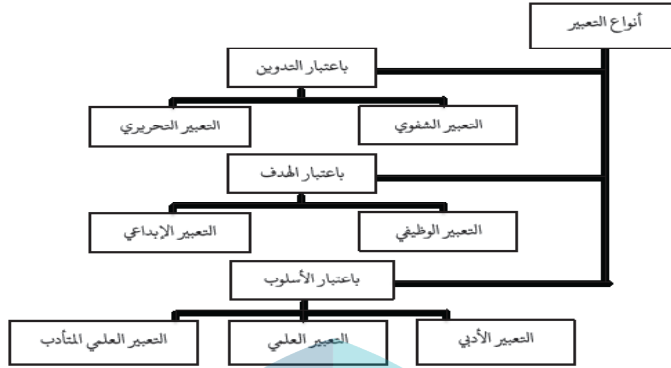 أنواع التعبير
باعتبار التدوين
التعبير الشفوي
التعبير التحريري
باعتبار الهدف
التعبير الوظيفي
التعبير الإبداعي
باعتبار الأسلوب
التعبير الأدبي
التعبير العلمي
التعبير العلمي المتأدب